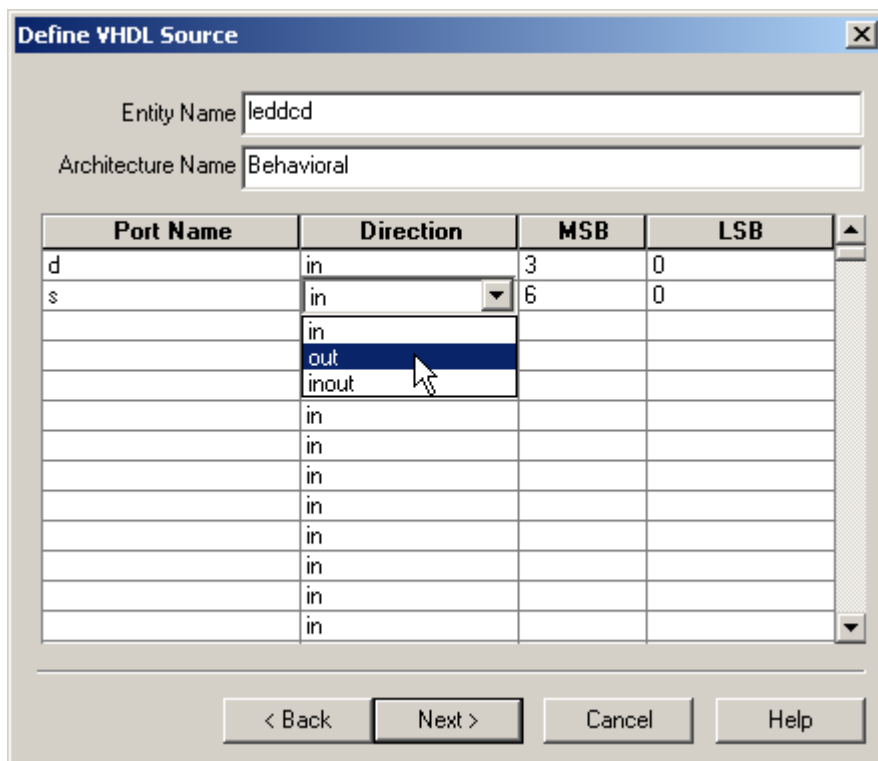 Define VHDL Source
Entity Name leddcd
Architecture Name Behavioral
Port Name Direction MSB LSB
d in 3 0
s in 6 0
in
out
inout
in
in
in
in
in
in
in
in
< Back Next > Cancel Help